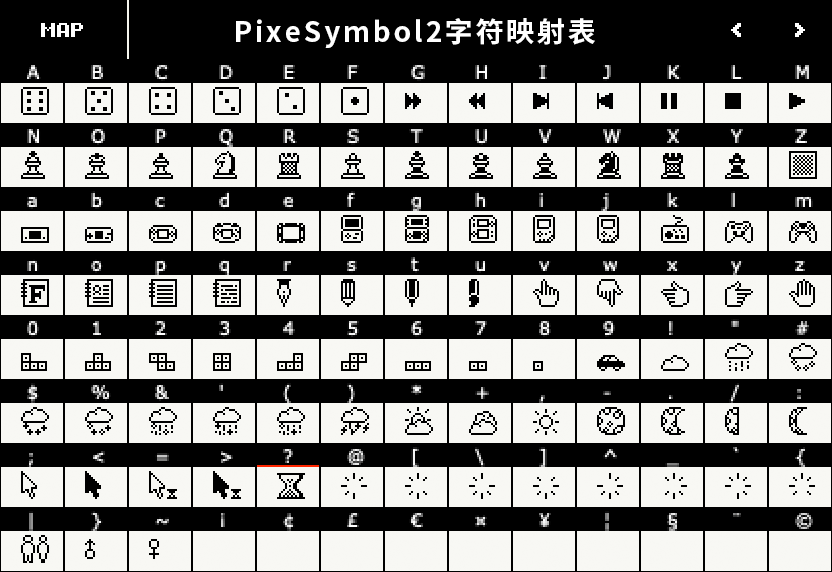 MAP PixeSymbol2字符映射表 < >
A B C D E F G H I J K L M
N O P Q R S T U V W X Y Z
a b c d e f g h i j k l m
n o p q r s t u v w x y z
F
0 1 2 3 4 5 6 7 8 9 ! " #
$ % & ' ( ) * + , - . / :
; < = > ? @ [ \ ] ^ _ ` {
| } ~ ¡ ¢ £ € ¤ ¥ ¦ § ¨ ©